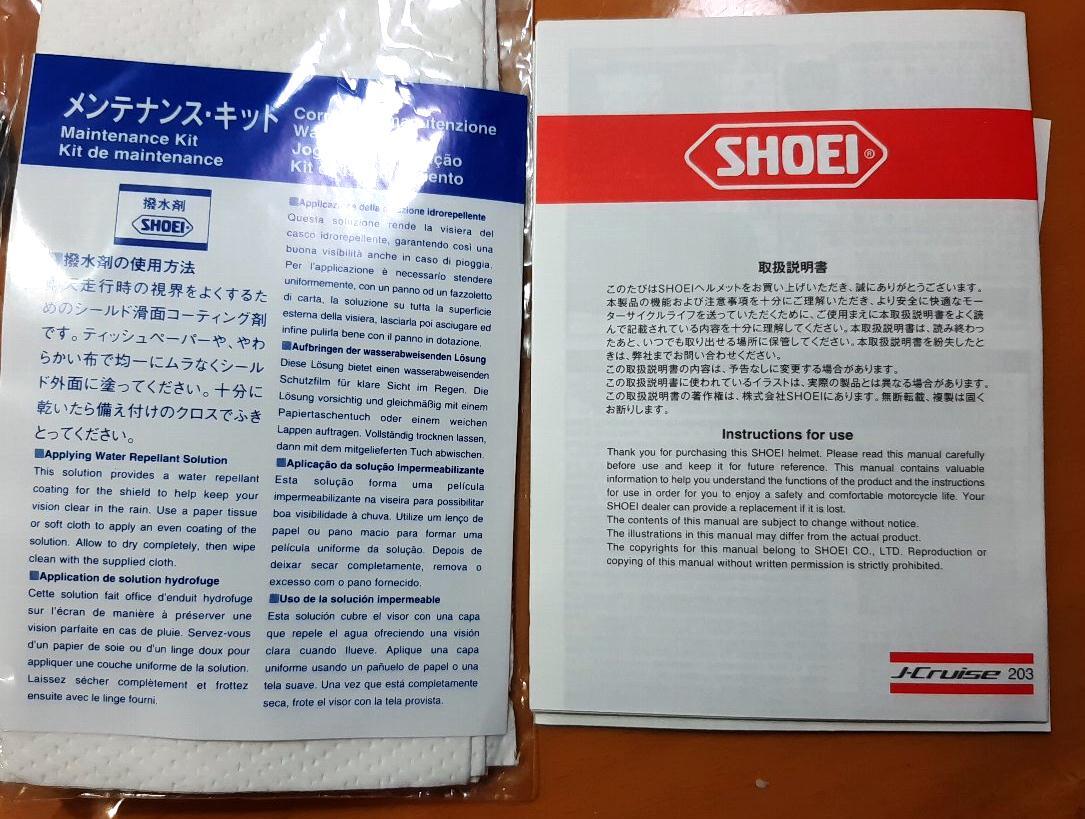 メンテナンス・キット
Maintenance Kit
Kit de maintenance
撥水剤
SHOEI
撥水剤の使用方法
走行時の視界をよくするた
めのシールド滑面コーティング剤
です。ティッシュペーパーや、やわ
らかい布で均一にムラなくシール
ド外面に塗ってください。十分に
乾いたら備え付けのクロスでふき
とってください。
■Applying Water Repellant Solution
This solution provides a water repellant
coating for the shield to help keep your
vision clear in the rain. Use a paper tissue
or soft cloth to apply an even coating of the
solution. Allow to dry completely, then wipe
clean with the supplied cloth.
■Application de solution hydrofuge
Cette solution fait office d'enduit hydrofuge
sur l'écran de manière à préserver une
vision parfaite en cas de pluie. Servez-vous
d'un papier de soie ou d'un linge doux pour
appliquer une couche uniforme de la solution.
Laissez sécher complètement et frottez
ensuite avec le linge fourni.
Kit
■Applicazione della idrorepellente
Questa soluzione rende la visiera del
casco idrorepellente, garantendo così una
buona visibilità anche in caso di pioggia.
Per l'applicazione è necessario stendere
uniformemente, con un panno od un fazzoletto
di carta, la soluzione su tutta la superficie
esterna della visiera, lasciarla poi asciugare ed
infine pulirla bene con il panno in dotazione.
■Aufbringen der wasserabweisenden Lösung
Diese Lösung bietet einen wasserabweisenden
Schutzfilm für klare Sicht im Regen. Die
Lösung vorsichtig und gleichmäßig mit einem
Papiertaschentuch oder einem weichen
Lappen auftragen. Vollständig trocknen lassen,
dann mit dem mitgelieferten Tuch abwischen.
■Aplicação da solução Impermeabilizante
Esta solução forma uma película
impermeabilizante na viseira para possibilitar
boa visibilidade à chuva. Utilize um lenço de
papel ou pano macio para formar uma
película uniforme da solução. Depois de
deixar secar completamente, remova o
excesso com o pano fornecido.
■Uso de la solución impermeable
Esta solución cubre el visor con una capa
que repele el agua ofreciendo una visión
clara cuando llueve. Aplique una capa
uniforme usando un pañuelo de papel o una
tela suave. Una vez que está completamente
seca, frote el visor con la tela provista.
SHOEI®
取扱説明書
このたびはSHOEIヘルメットをお買い上げいただき、誠にありがとうございます。
本製品の機能および注意事項を十分にご理解いただき、より安全に快適なモー
ターサイクルライフを送っていただくために、ご使用まえに本取扱説明書をよく読
んで記載されている内容を十分に理解してください。本取扱説明書は、読み終わっ
たあと、いつでも取り出せる場所に保管してください。本取扱説明書を紛失したと
きは、弊社までお問い合わせください。
この取扱説明書の内容は、予告なしに変更する場合があります。
この取扱説明書に使われているイラストは、実際の製品とは異なる場合があります。
この取扱説明書の著作権は、株式会社SHOEIにあります。無断転載、複製は固く
お断りします。
Instructions for use
Thank you for purchasing this SHOEI helmet. Please read this manual carefully
before use and keep it for future reference. This manual contains valuable
information to help you understand the functions of the product and the instructions
for use in order for you to enjoy a safety and comfortable motorcycle life. Your
SHOEI dealer can provide a replacement if it is lost.
The contents of this manual are subject to change without notice.
The illustrations in this manual may differ from the actual product.
The copyrights for this manual belong to SHOEI CO., LTD. Reproduction or
copying of this manual without written permission is strictly prohibited.
J-Cruise 203